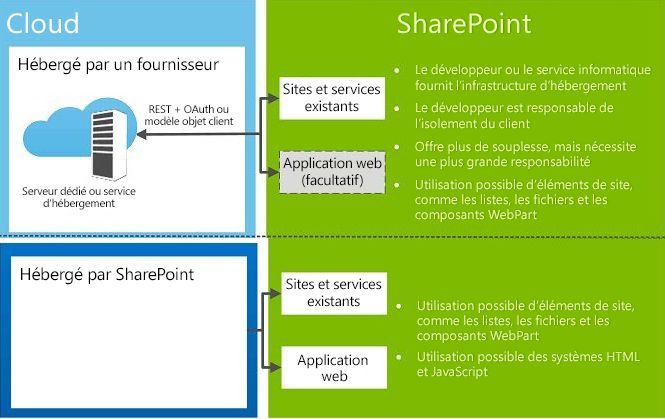 Cloud
SharePoint
Hébergé par un fournisseur
REST + OAuth ou
modèle objet client
Serveur dédié ou service
d'hébergement
Sites et services
existants
Application web
(facultatif)
• Le développeur ou le service informatique
fournit l'infrastructure d'hébergement
• Le développeur est responsable de
l'isolement du client
• Offre plus de souplesse, mais nécessite
une plus grande responsabilité
• Utilisation possible d'éléments de site,
comme les listes, les fichiers et les
composants WebPart
Hébergé par SharePoint
Sites et services
existants
Application
web
• Utilisation possible d'éléments de site,
comme les listes, les fichiers et les
composants WebPart
• Utilisation possible des systèmes HTML
et JavaScript